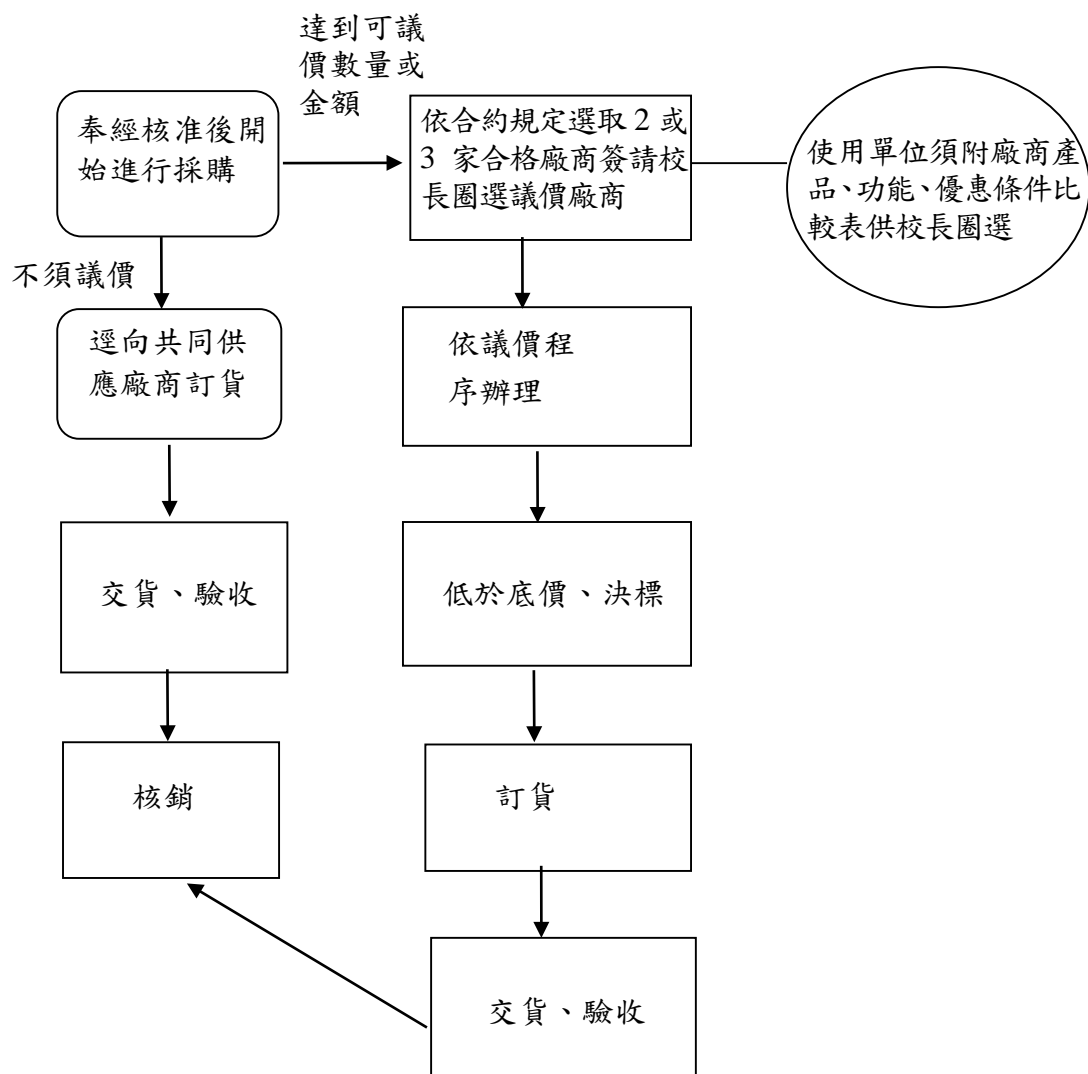 達到可議
價數量或
金額
奉經核准後開
始進行採購
依合約規定選取 2 或
3 家合格廠商簽請校
長圈選議價廠商
使用單位須附廠商產
品、功能、優惠條件比
較表供校長圈選
不須議價
逕向共同供
應廠商訂貨
依議價程
序辦理
交貨、驗收
低於底價、決標
核銷
訂貨
交貨、驗收